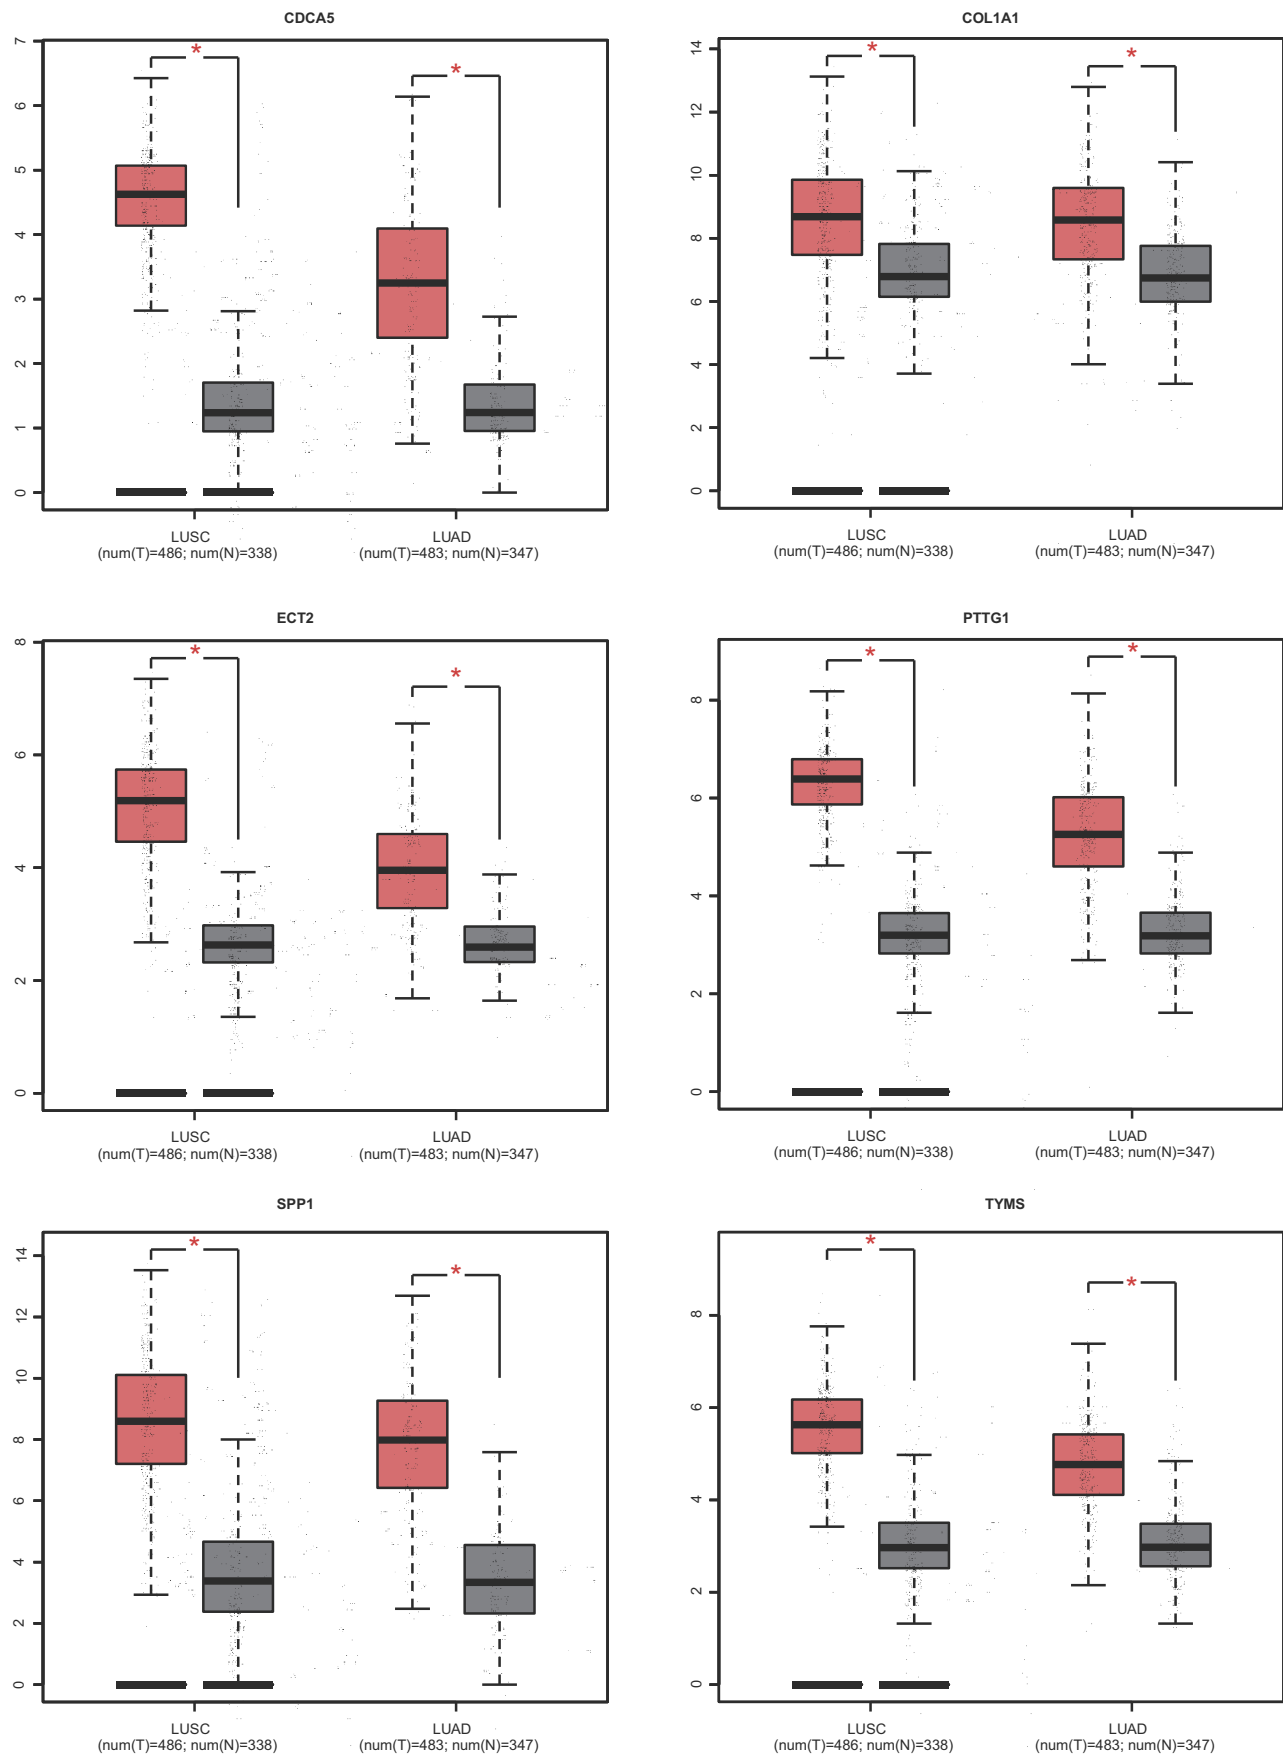 CDCA5
COL1A1
7
6
5
4
3
2
1
0
*
*
14
12
10
8
6
4
2
0
*
*
LUSC
(num(T)=486; num(N)=338)
LUAD
(num(T)=483; num(N)=347)
LUSC
(num(T)=486; num(N)=338)
LUAD
(num(T)=483; num(N)=347)
ECT2
PTTG1
8
6
4
2
0
*
*
8
6
4
2
0
*
*
LUSC
(num(T)=486; num(N)=338)
LUAD
(num(T)=483; num(N)=347)
LUSC
(num(T)=486; num(N)=338)
LUAD
(num(T)=483; num(N)=347)
SPP1
TYMS
14
12
10
8
6
4
2
0
*
*
8
6
4
2
0
*
*
LUSC
(num(T)=486; num(N)=338)
LUAD
(num(T)=483; num(N)=347)
LUSC
(num(T)=486; num(N)=338)
LUAD
(num(T)=483; num(N)=347)